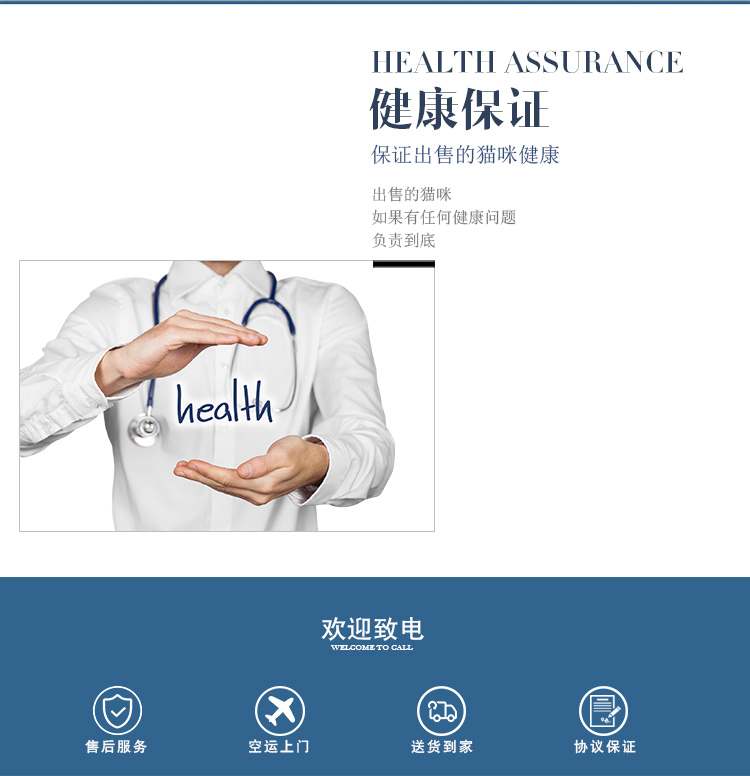 HEALTH ASSURANCE
健康保证
保证出售的猫咪健康
出售的猫咪
如果有任何健康问题
负责到底
health
欢迎致电
WELCOME TO CALL
售后服务 空运上门 送货到家 协议保证